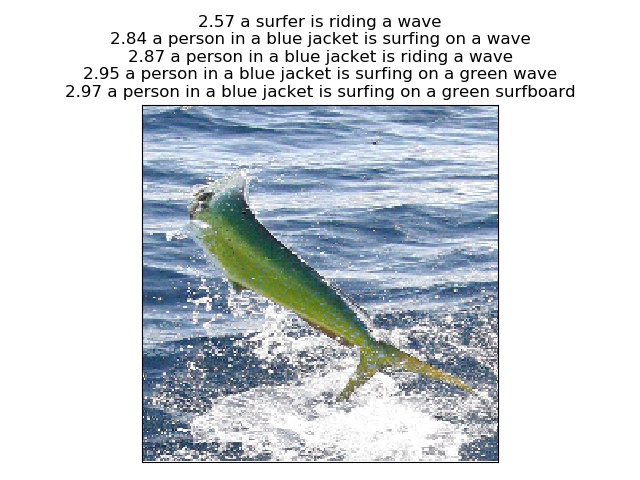 2.57 a surfer is riding a wave
2.84 a person in a blue jacket is surfing on a wave
2.87 a person in a blue jacket is riding a wave
2.95 a person in a blue jacket is surfing on a green wave
2.97 a person in a blue jacket is surfing on a green surfboard